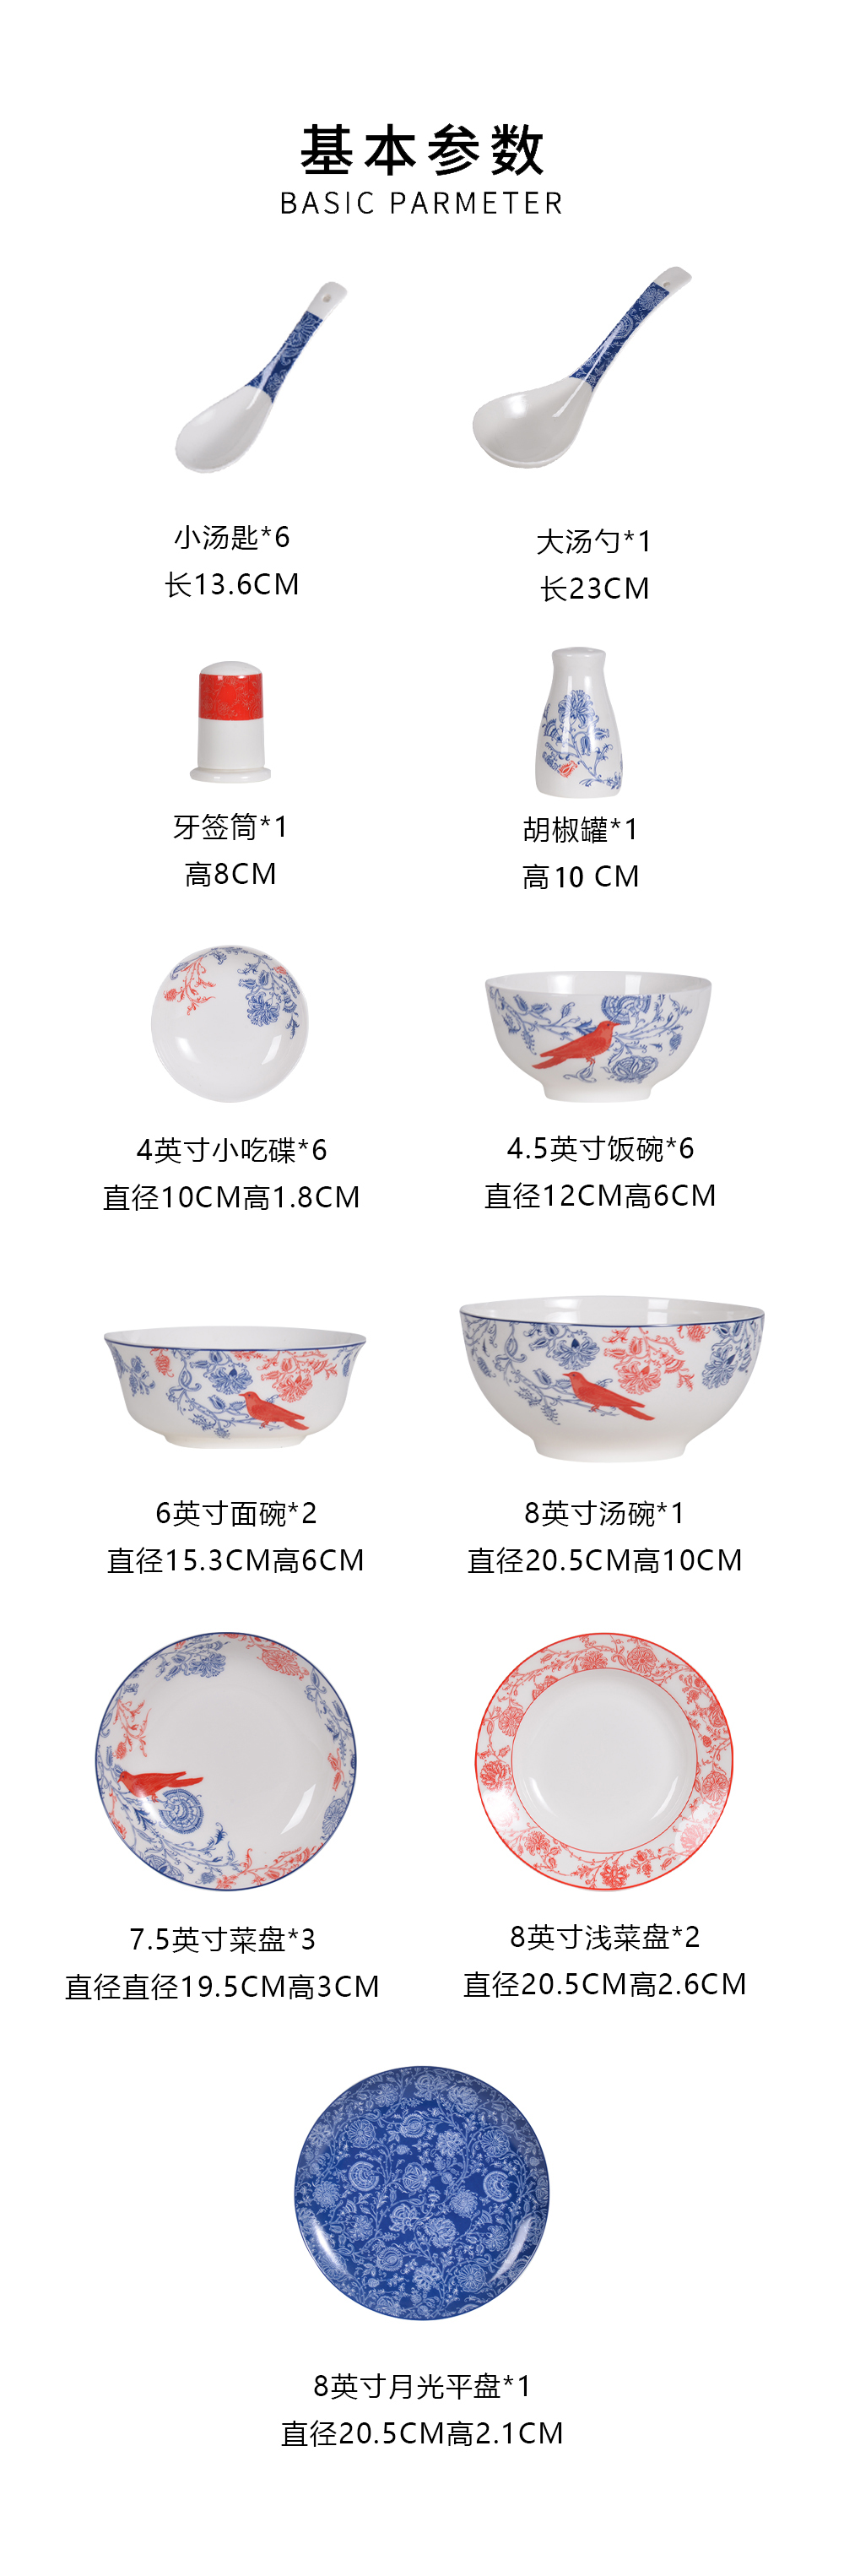 基本参数
BASIC PARMETER
小汤匙*6
长13.6CM
大汤勺*1
长23CM
牙签筒*1
高8CM
胡椒罐*1
高10 CM
4英寸小吃碟*6
直径10CM高1.8CM
4.5英寸饭碗*6
直径12CM高6CM
6英寸面碗*2
直径15.3CM高6CM
8英寸汤碗*1
直径20.5CM高10CM
7.5英寸菜盘*3
直径直径19.5CM高3CM
8英寸浅菜盘*2
直径20.5CM高2.6CM
8英寸月光平盘*1
直径20.5CM高2.1CM